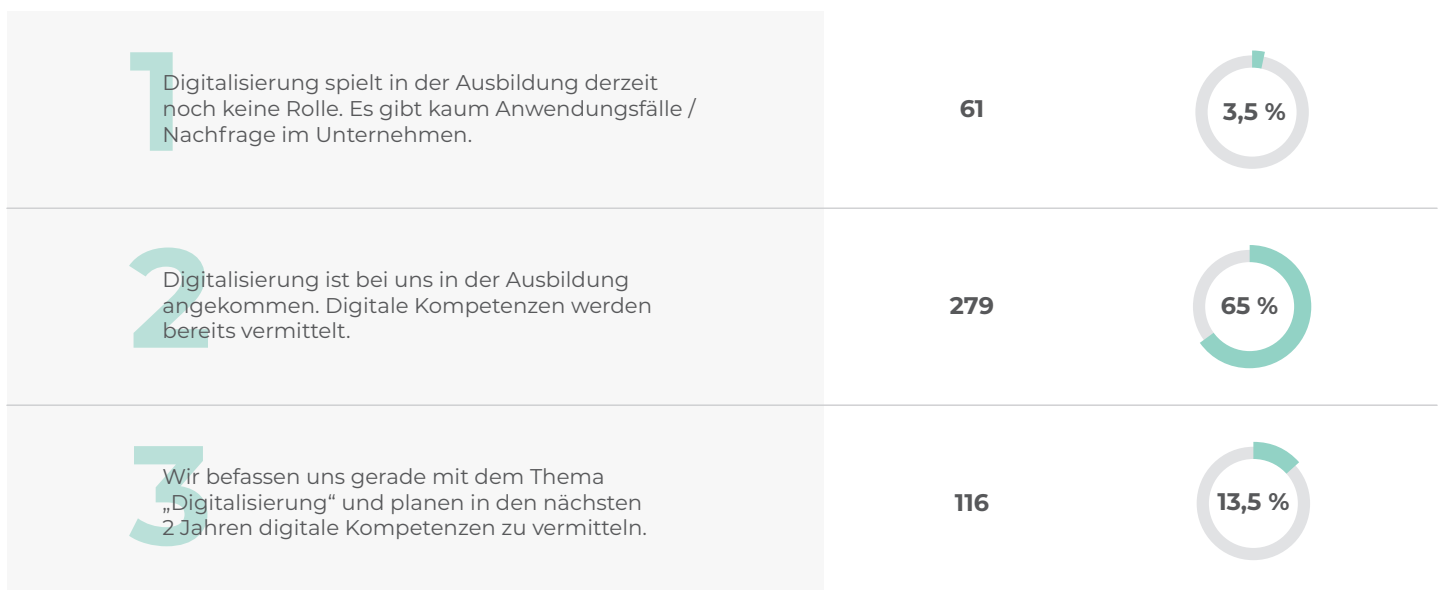 1
Digitalisierung spielt in der Ausbildung derzeit
noch keine Rolle. Es gibt kaum Anwendungsfälle /
Nachfrage im Unternehmen.
61
3,5 %
2
Digitalisierung ist bei uns in der Ausbildung
angekommen. Digitale Kompetenzen werden
bereits vermittelt.
279
65 %
3
Wir befassen uns gerade mit dem Thema
„Digitalisierung“ und planen in den nächsten
2 Jahren digitale Kompetenzen zu vermitteln.
116
13,5 %